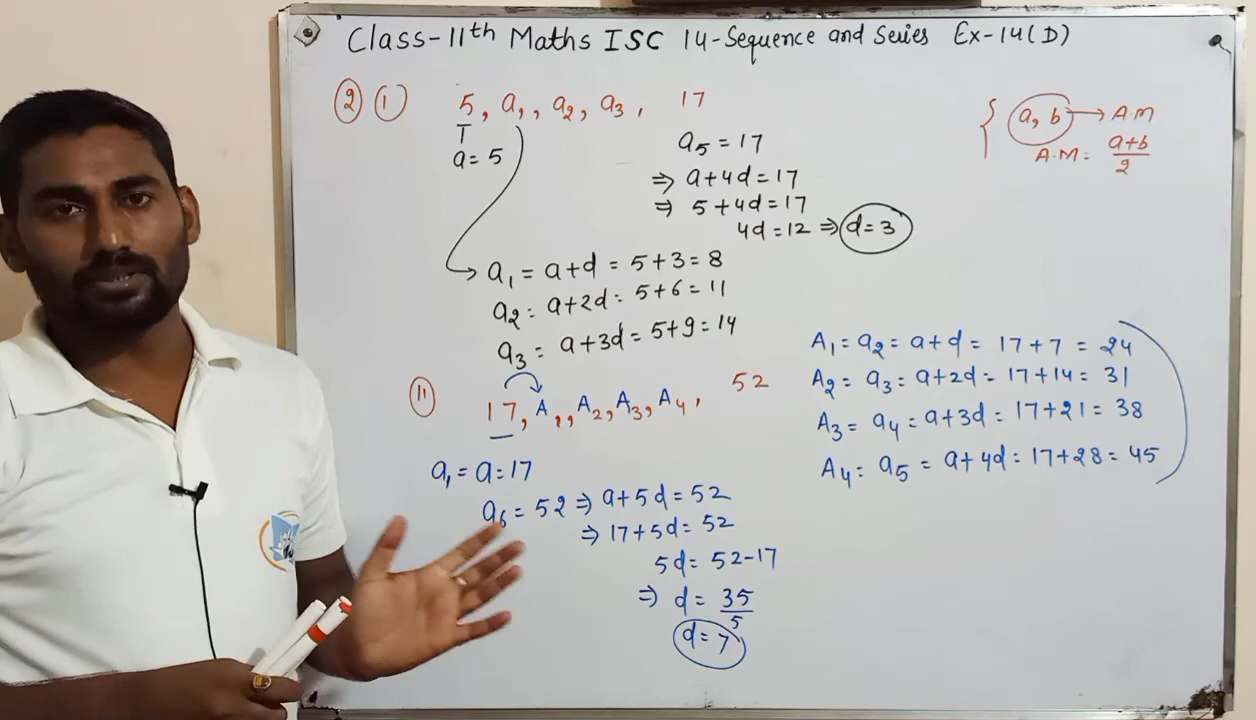 Class-11th Maths ISC 14-Sequence and Series Ex-14(D)
② ① 5, a₁, a₂, a₃, 17
a = 5
a₅ = 17
⇒ a+4d = 17
⇒ 5+4d = 17
4d = 12 ⇒ d=3
a₁ = a+d = 5+3 = 8
a₂ = a+2d = 5+6 = 11
a₃ = a+3d = 5+9 = 14
{ a, b → A.M
A.M = a+b/2
⑪ 17, A₁, A₂, A₃, A₄, 52
a₁ = a = 17
a₆ = 52 ⇒ a+5d = 52
⇒ 17+5d = 52
5d = 52-17
⇒ d = 35/5
d = 7
A₁ = a₂ = a+d = 17+7 = 24
A₂ = a₃ = a+2d = 17+14 = 31
A₃ = a₄ = a+3d = 17+21 = 38
A₄ = a₅ = a+4d = 17+28 = 45